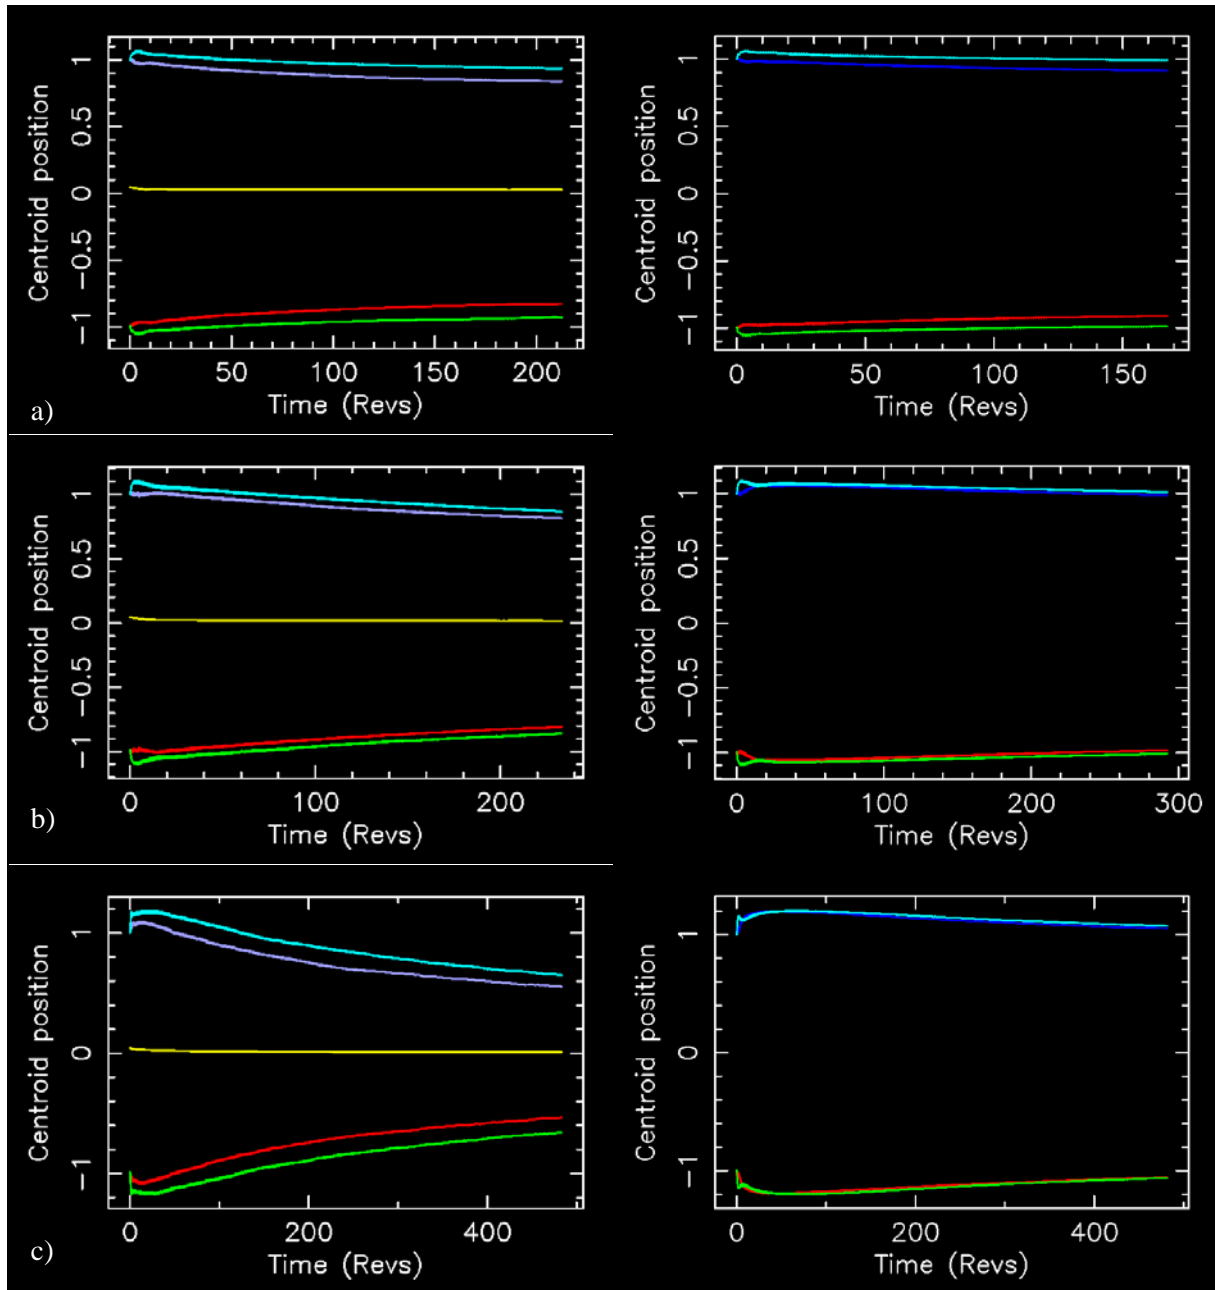 Centroid position
1
0.5
0
−0.5
−1
0 50 100 150 200
Time (Revs)
Centroid position
1
0.5
0
−0.5
−1
0 50 100 150
Time (Revs)
a)
Centroid position
1
0.5
0
−0.5
−1
0 100 200
Time (Revs)
Centroid position
1
0.5
0
−0.5
−1
0 100 200 300
Time (Revs)
b)
Centroid position
1
0
−1
0 200 400
Time (Revs)
Centroid position
1
0
−1
0 200 400
Time (Revs)
c)